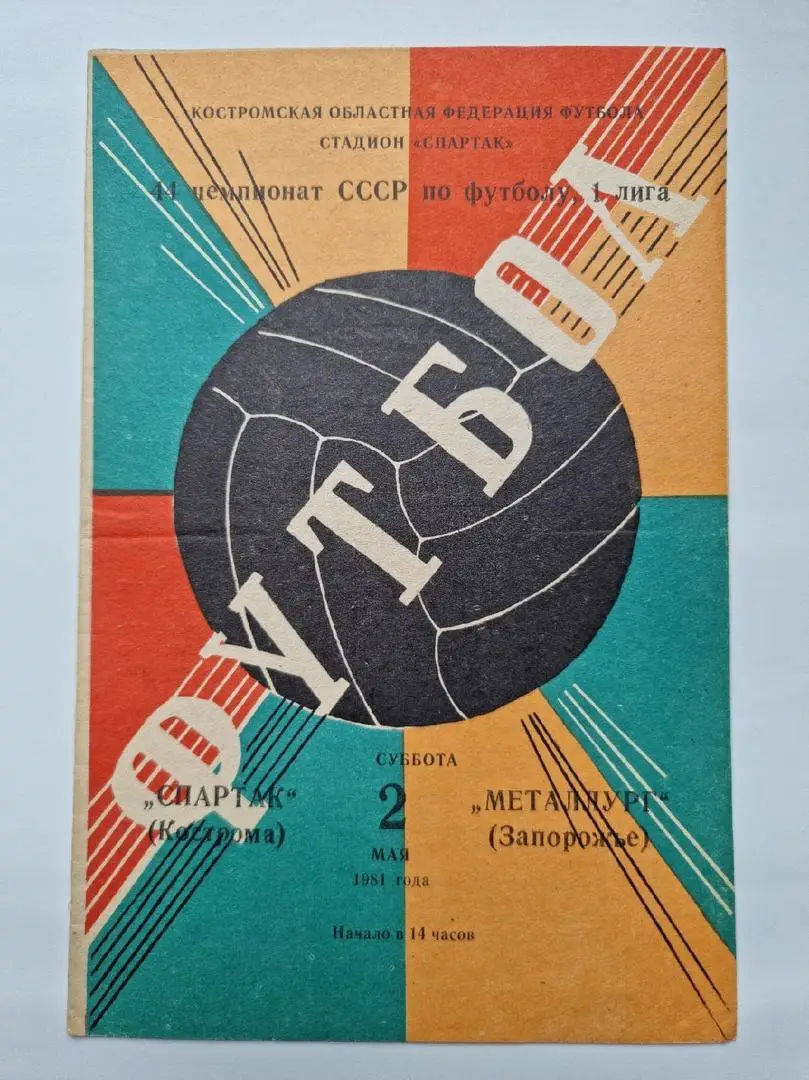 КОСТРОМСКАЯ ОБЛАСТНАЯ ФЕДЕРАЦИЯ ФУТБОЛА
СТАДИОН «СПАРТАК»
44 чемпионат СССР по футболу, 1 лига
ФУТБОЛ
СУББОТА
„СПАРТАК“
(Кострома)
2
МАЯ
1981 года
„МЕТАЛЛУРГ“
(Запорожье)
Начало в 14 часов